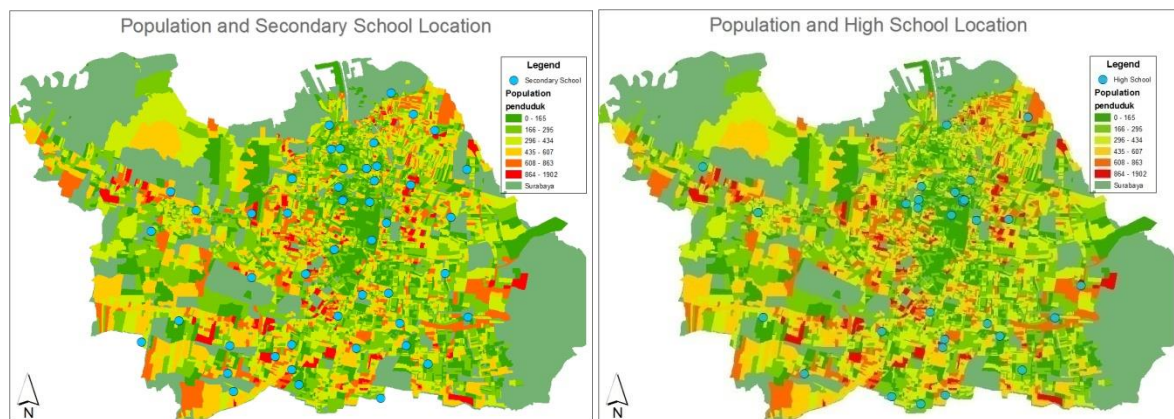 Population and Secondary School Location
Legend
Secondary School
Population
penduduk
0 - 165
166 - 295
296 - 434
435 - 607
608 - 863
864 - 1902
Surabaya
N
Population and High School Location
Legend
High School
Population
penduduk
0 - 165
166 - 295
296 - 434
435 - 607
608 - 863
864 - 1902
Surabaya
N